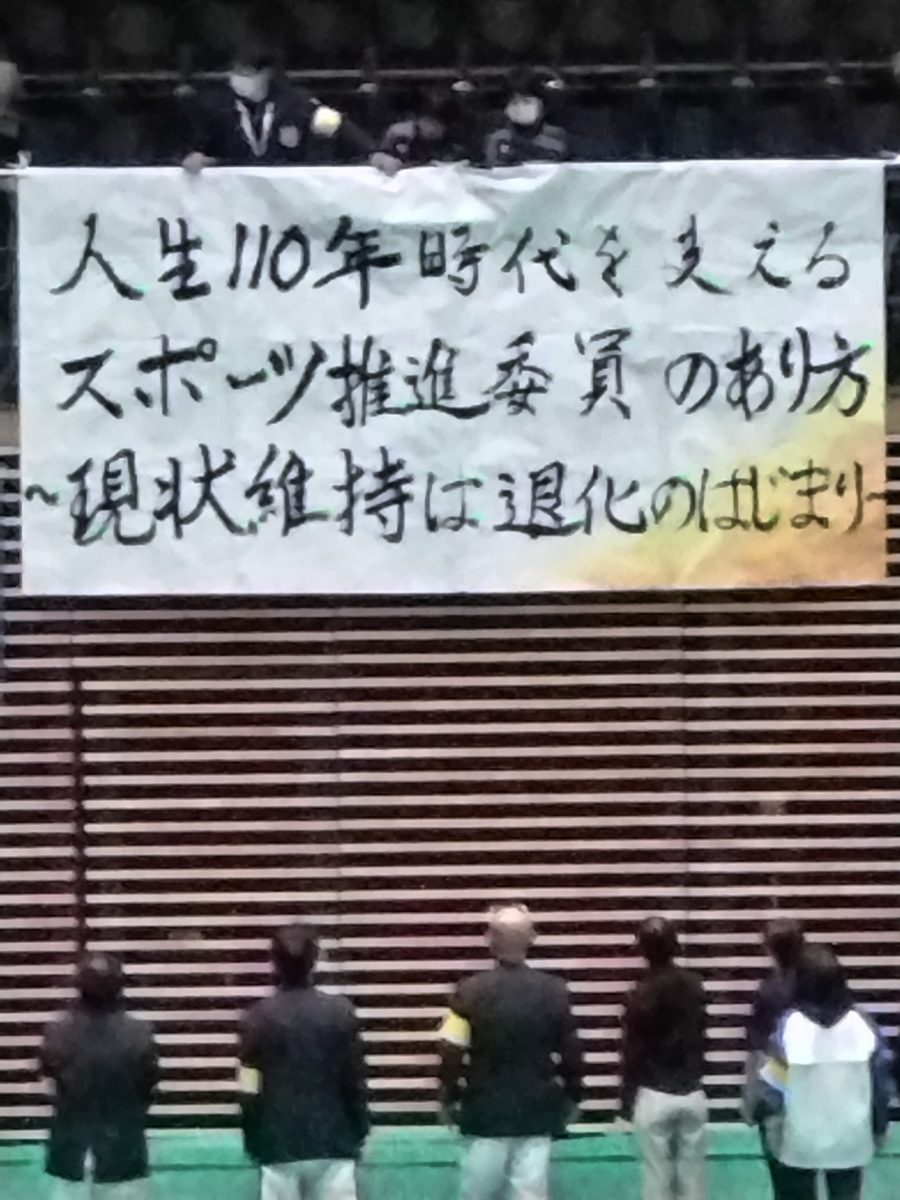 人生110年時代を支える
スポーツ推進委員のあり方
~現状維持は退化のはじまり~